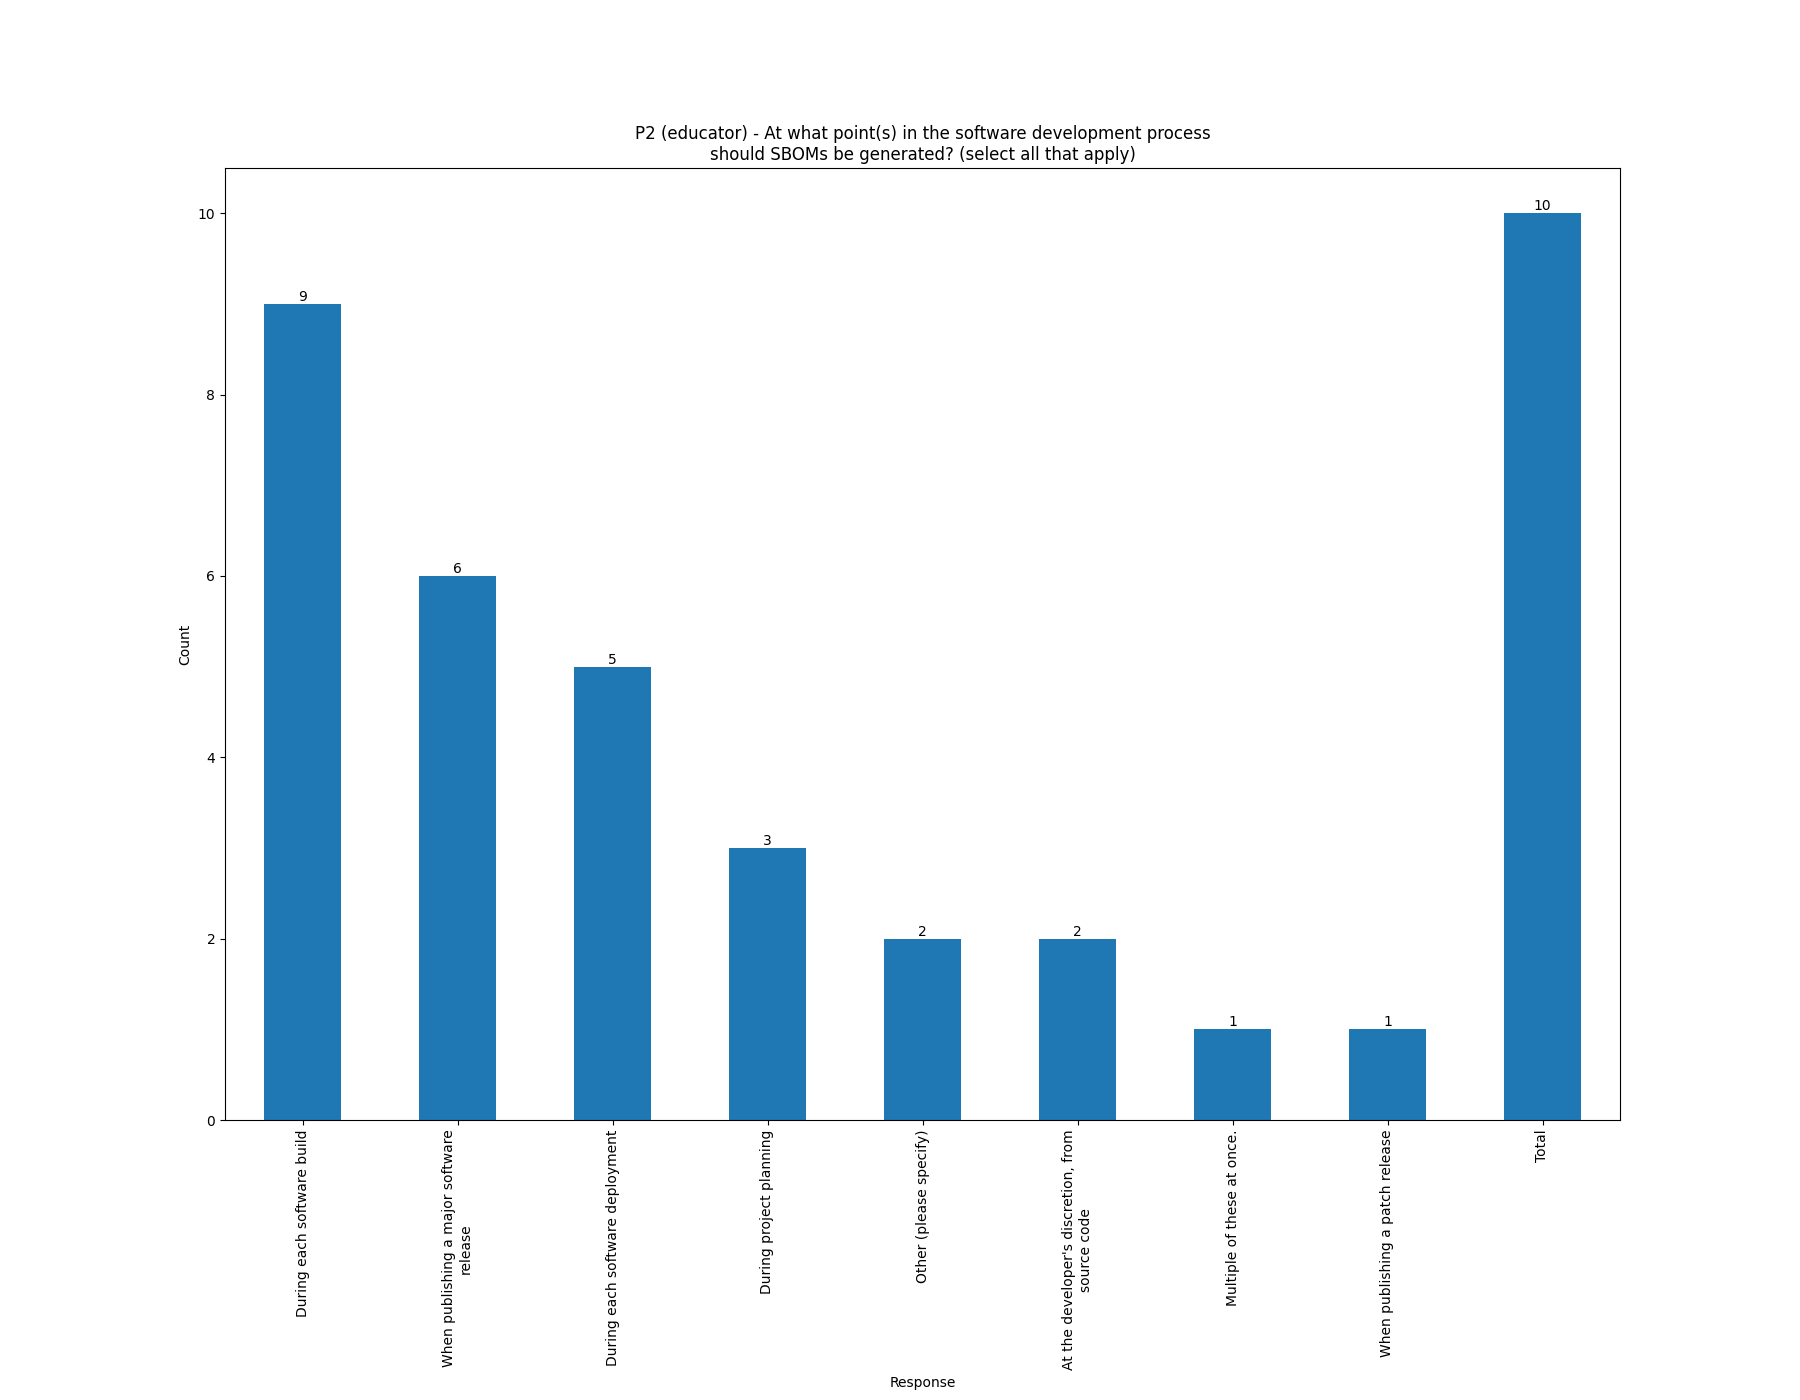 P2 (educator) - At what point(s) in the software development process
should SBOMs be generated? (select all that apply)
Count
10
8
6
4
2
0
9
6
5
3
2
2
1
1
10
During each software build
When publishing a major software
release
During each software deployment
During project planning
Other (please specify)
At the developer's discretion, from
source code
Multiple of these at once.
When publishing a patch release
Total
Response